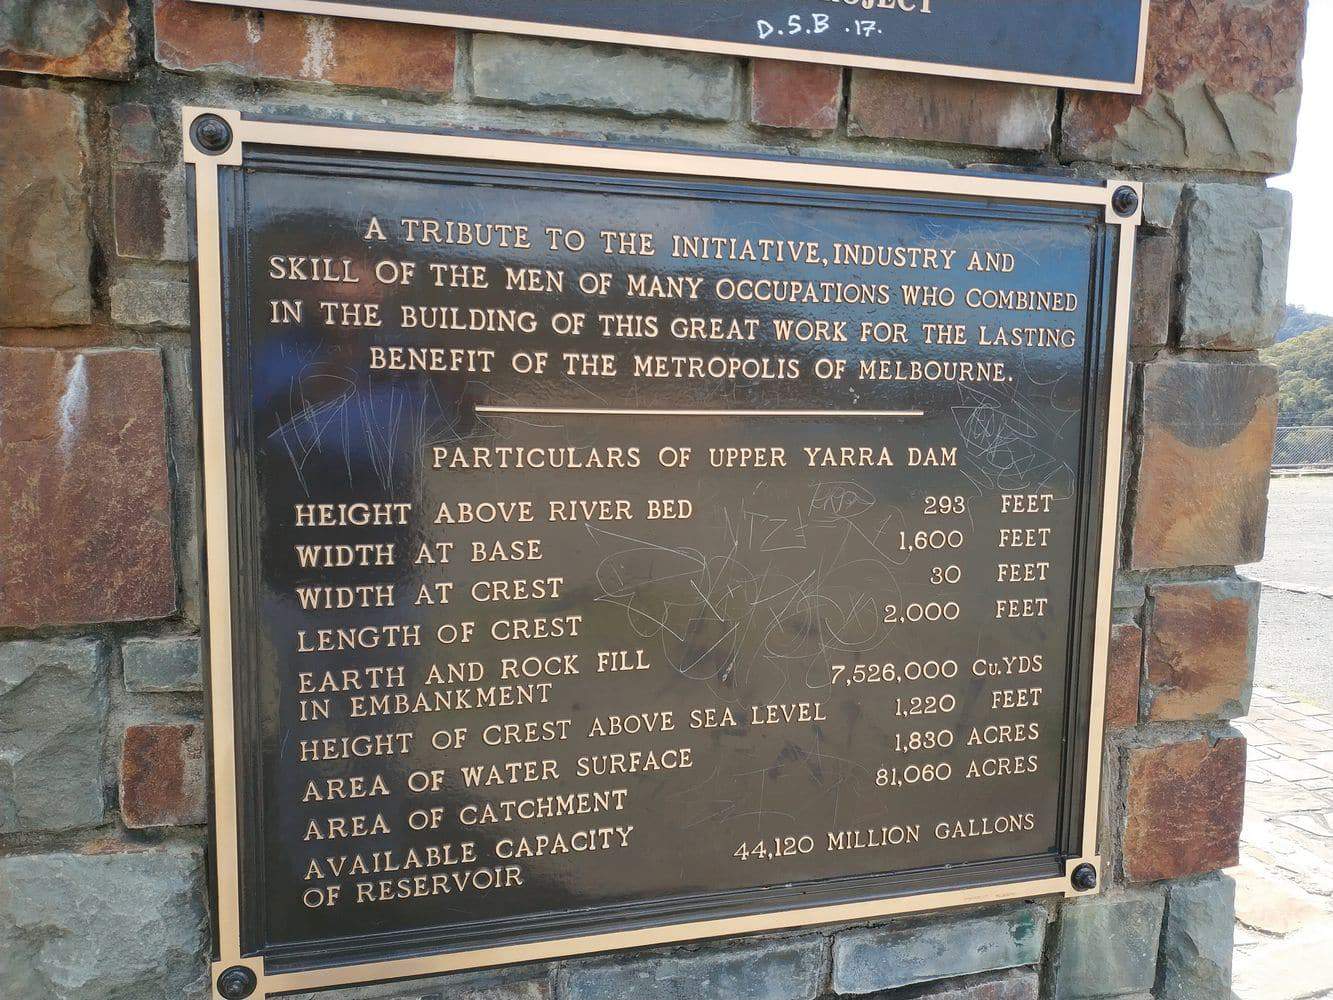 D.S.B .17.
A TRIBUTE TO THE INITIATIVE, INDUSTRY AND
SKILL OF THE MEN OF MANY OCCUPATIONS WHO COMBINED
IN THE BUILDING OF THIS GREAT WORK FOR THE LASTING
BENEFIT OF THE METROPOLIS OF MELBOURNE.
PARTICULARS OF UPPER YARRA DAM
HEIGHT ABOVE RIVER BED 293 FEET
WIDTH AT BASE 1,600 FEET
WIDTH AT CREST 30 FEET
LENGTH OF CREST 2,000 FEET
EARTH AND ROCK FILL
IN EMBANKMENT 7,526,000 CU. YDS
HEIGHT OF CREST ABOVE SEA LEVEL 1,220 FEET
AREA OF WATER SURFACE 1,830 ACRES
AREA OF CATCHMENT 81,060 ACRES
AVAILABLE CAPACITY
OF RESERVOIR 44,120 MILLION GALLONS